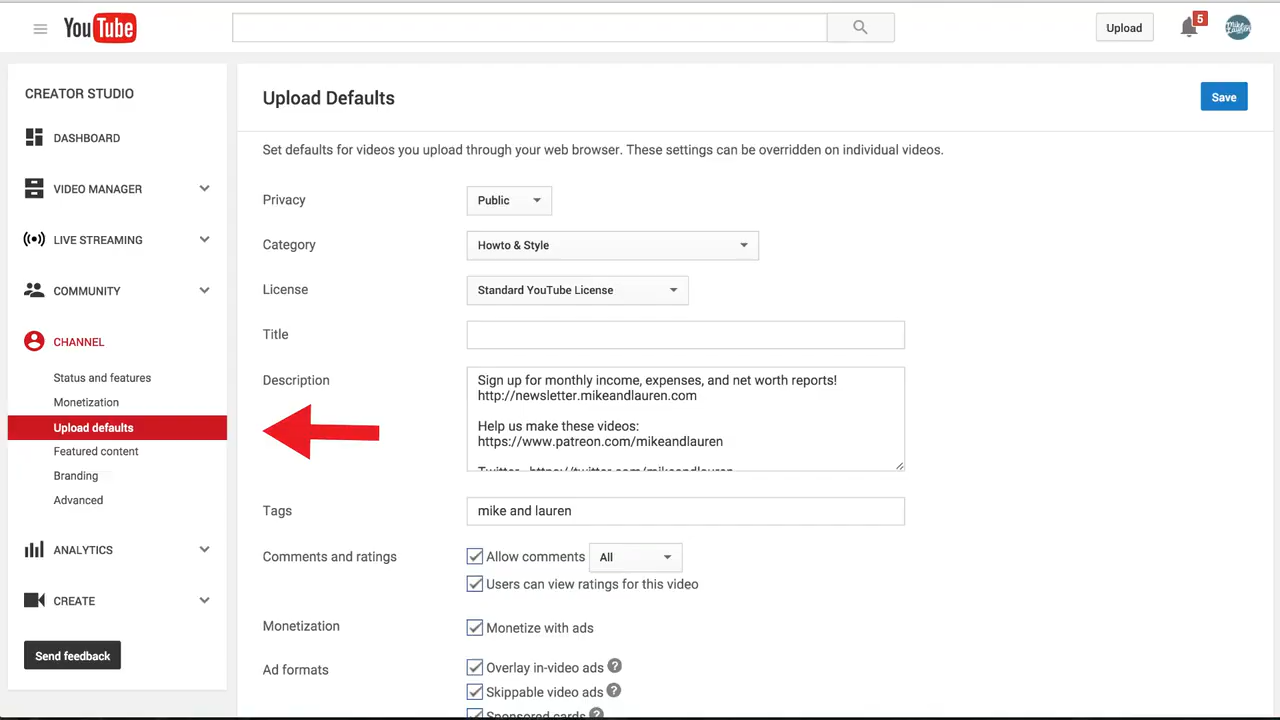 YouTube
Upload
5
CREATOR STUDIO
DASHBOARD
VIDEO MANAGER
LIVE STREAMING
COMMUNITY
CHANNEL
Status and features
Monetization
Upload defaults
Featured content
Branding
Advanced
ANALYTICS
CREATE
Send feedback
Upload Defaults
Save
Set defaults for videos you upload through your web browser. These settings can be overridden on individual videos.
Privacy Public
Category Howto & Style
License Standard YouTube License
Title
Description
Sign up for monthly income, expenses, and net worth reports!
http://newsletter.mikeandlauren.com
Help us make these videos:
https://www.patreon.com/mikeandlauren
Twitter - https://twitter.com/mikeandlauren
Tags mike and lauren
Comments and ratings Allow comments All
Users can view ratings for this video
Monetization Monetize with ads
Ad formats Overlay in-video ads ?
Skippable video ads ?
Sponsored cards ?